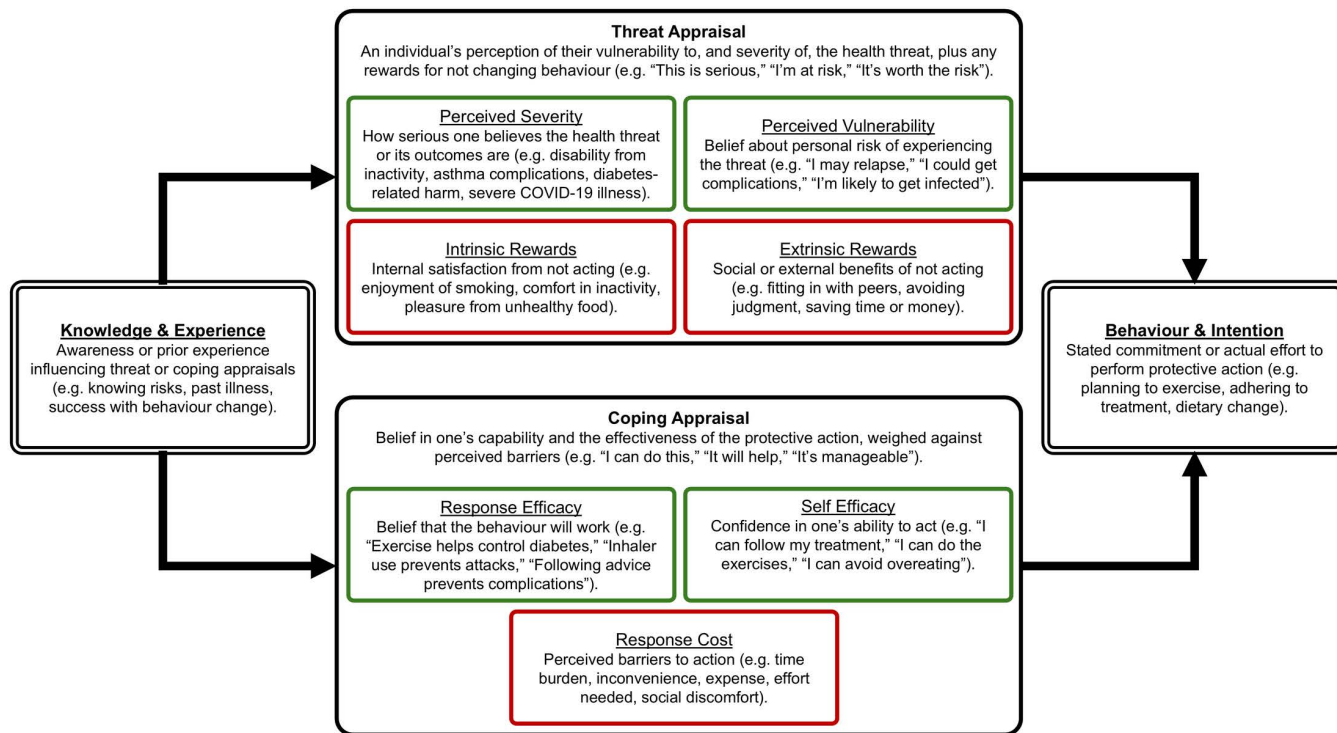 Threat Appraisal
An individual's perception of their vulnerability to, and severity of, the health threat, plus any
rewards for not changing behaviour (e.g. “This is serious,” “I'm at risk,” “It's worth the risk”).
Perceived Severity
How serious one believes the health threat
or its outcomes are (e.g. disability from
inactivity, asthma complications, diabetes-
related harm, severe COVID-19 illness).
Perceived Vulnerability
Belief about personal risk of experiencing
the threat (e.g. “I may relapse,” “I could get
complications,” “I'm likely to get infected”).
Intrinsic Rewards
Internal satisfaction from not acting (e.g.
enjoyment of smoking, comfort in inactivity,
pleasure from unhealthy food).
Extrinsic Rewards
Social or external benefits of not acting
(e.g. fitting in with peers, avoiding
judgment, saving time or money).
Knowledge & Experience
Awareness or prior experience
influencing threat or coping appraisals
(e.g. knowing risks, past illness,
success with behaviour change).
Behaviour & Intention
Stated commitment or actual effort to
perform protective action (e.g.
planning to exercise, adhering to
treatment, dietary change).
Coping Appraisal
Belief in one's capability and the effectiveness of the protective action, weighed against
perceived barriers (e.g. “I can do this,” “It will help,” “It's manageable”).
Response Efficacy
Belief that the behaviour will work (e.g.
“Exercise helps control diabetes,” “Inhaler
use prevents attacks,” “Following advice
prevents complications”).
Self Efficacy
Confidence in one's ability to act (e.g. “I
can follow my treatment,” “I can do the
exercises,” “I can avoid overeating”).
Response Cost
Perceived barriers to action (e.g. time
burden, inconvenience, expense, effort
needed, social discomfort).